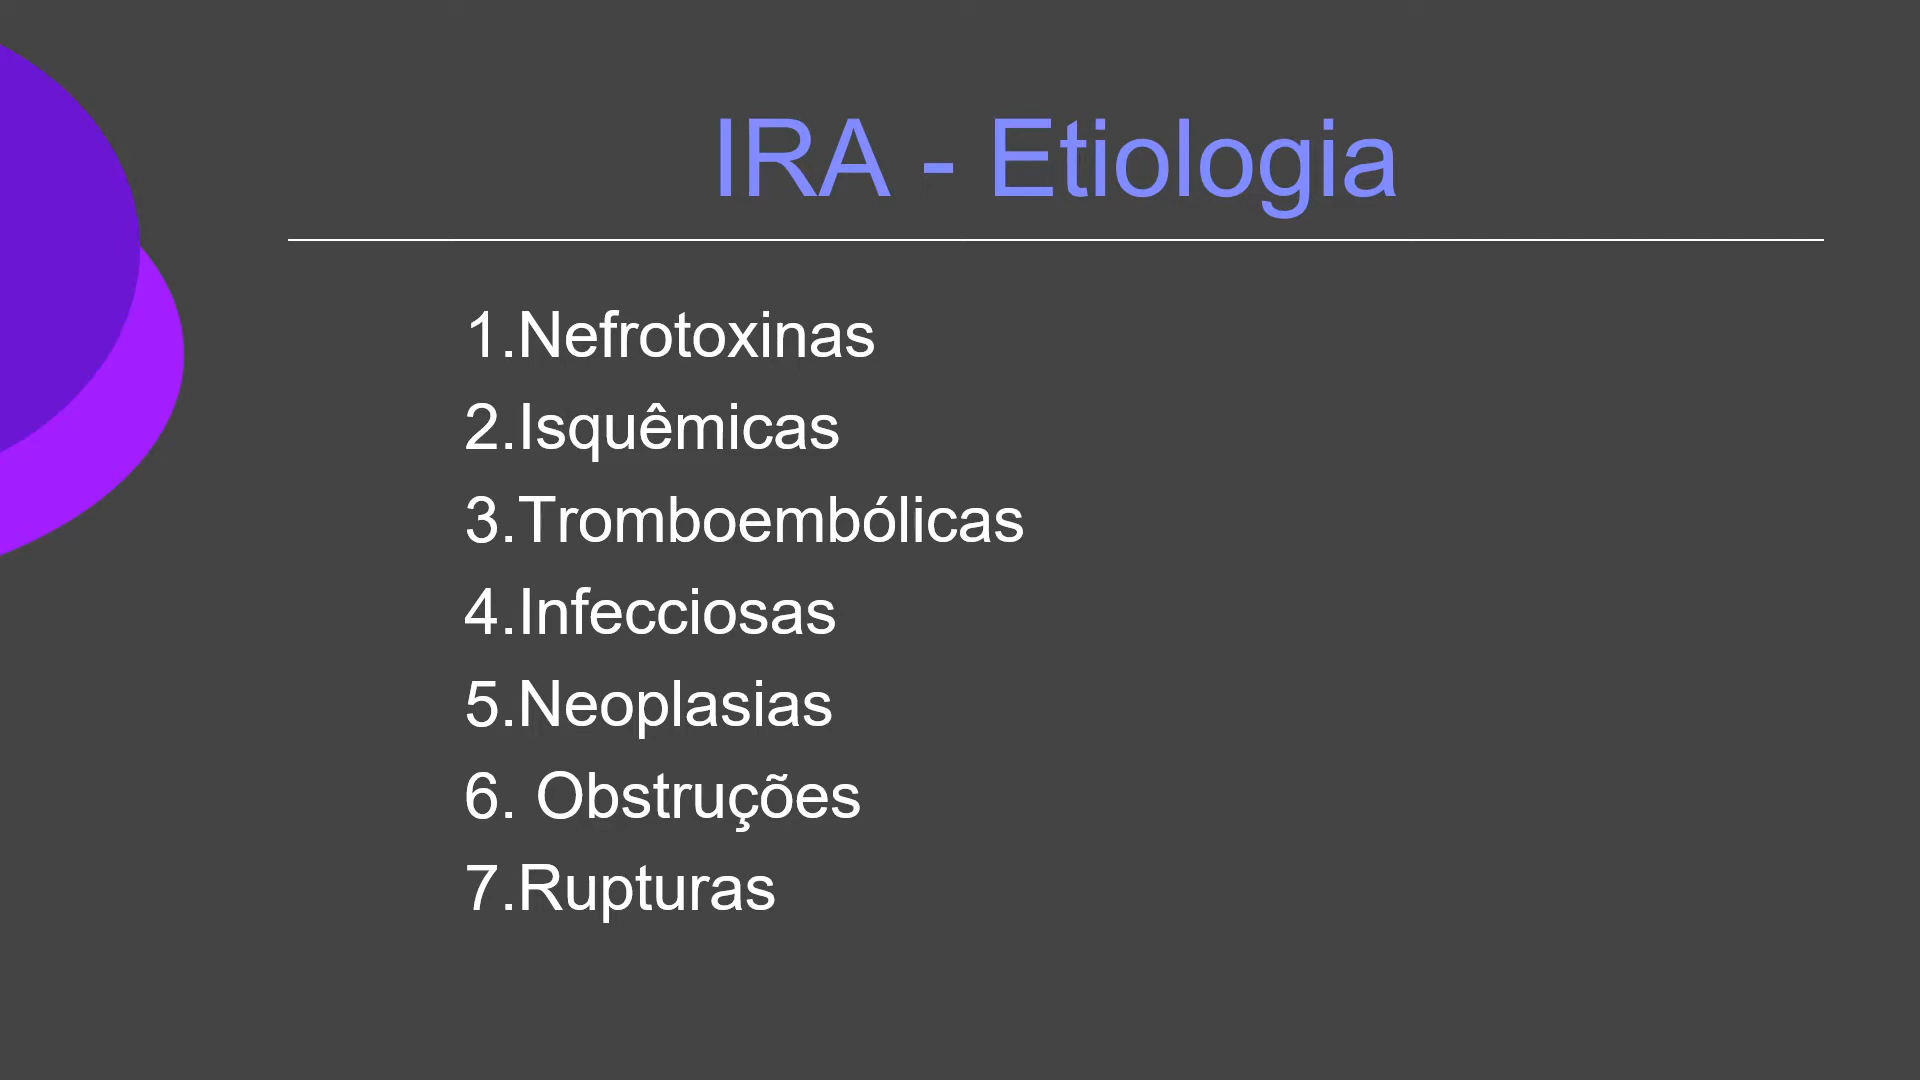 IRA - Etiologia
1.Nefrotoxinas
2.Isquêmicas
3.Tromboembólicas
4.Infecciosas
5.Neoplasias
6. Obstruções
7.Rupturas